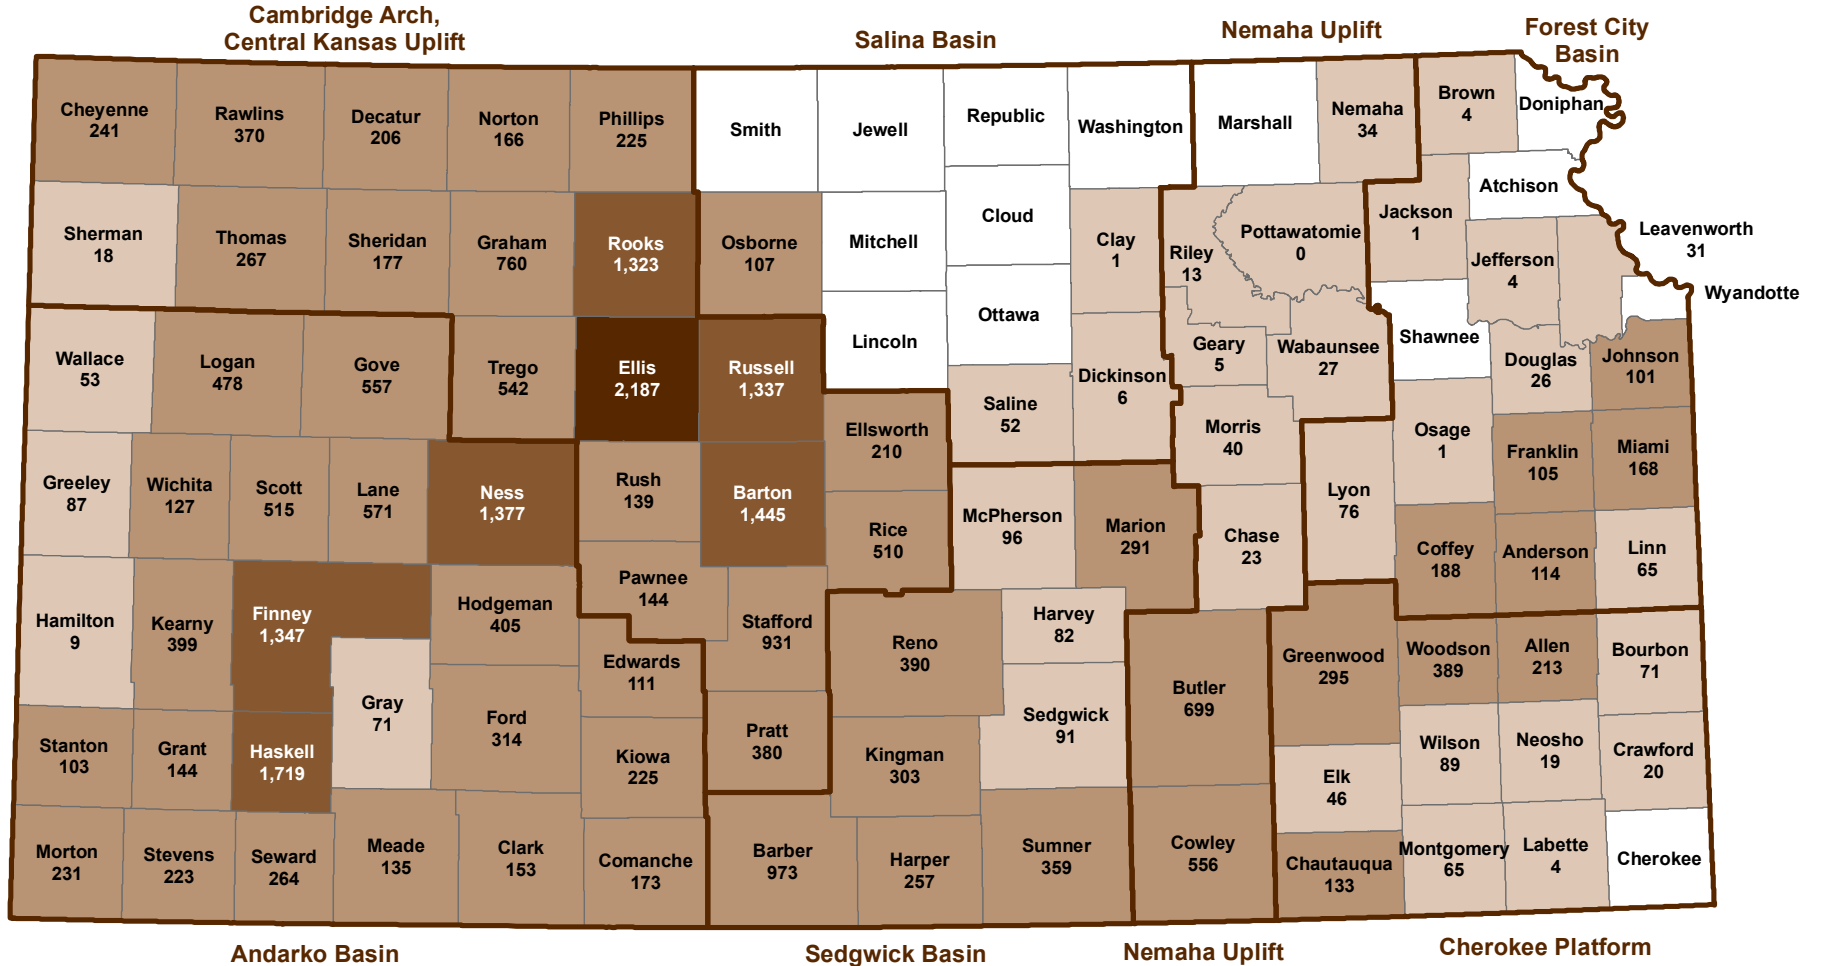 Cambridge Arch,
Central Kansas Uplift
Salina Basin
Nemaha Uplift
Forest City
Basin
Cheyenne
241
Rawlins
370
Decatur
206
Norton
166
Phillips
225
Smith
Jewell
Republic
Washington
Marshall
Nemaha
34
Brown
4
Doniphan
Atchison
Sherman
18
Thomas
267
Sheridan
177
Graham
760
Rooks
1,323
Osborne
107
Mitchell
Cloud
Clay
1
Riley
13
Pottawatomie
0
Jackson
1
Jefferson
4
Leavenworth
31
Wyandotte
Wallace
53
Logan
478
Gove
557
Trego
542
Ellis
2,187
Russell
1,337
Lincoln
Ottawa
Saline
52
Dickinson
6
Geary
5
Wabaunsee
27
Shawnee
Douglas
26
Johnson
101
Greeley
87
Wichita
127
Scott
515
Lane
571
Ness
1,377
Rush
139
Barton
1,445
Ellsworth
210
Rice
510
McPherson
96
Marion
291
Morris
40
Chase
23
Lyon
76
Osage
1
Franklin
105
Miami
168
Coffey
188
Anderson
114
Linn
65
Hamilton
9
Kearny
399
Finney
1,347
Hodgeman
405
Pawnee
144
Stafford
931
Edwards
111
Gray
71
Ford
314
Reno
390
Harvey
82
Sedgwick
91
Butler
699
Greenwood
295
Woodson
389
Allen
213
Bourbon
71
Stanton
103
Grant
144
Haskell
1,719
Kiowa
225
Pratt
380
Kingman
303
Elk
46
Wilson
89
Neosho
19
Crawford
20
Morton
231
Stevens
223
Seward
264
Meade
135
Clark
153
Comanche
173
Barber
973
Harper
257
Sumner
359
Cowley
556
Chautauqua
133
Montgomery
65
Labette
4
Cherokee
Andarko Basin
Sedgwick Basin
Nemaha Uplift
Cherokee Platform